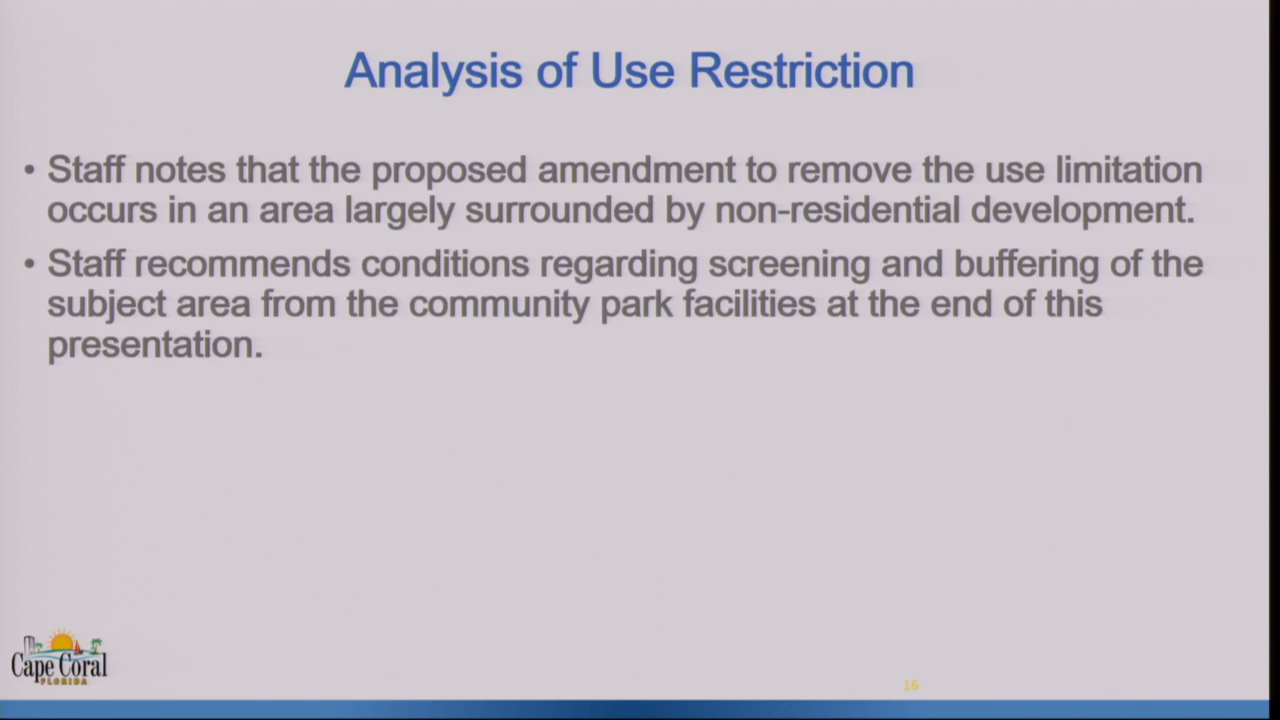 Analysis of Use Restriction
• Staff notes that the proposed amendment to remove the use limitation
occurs in an area largely surrounded by non-residential development.
• Staff recommends conditions regarding screening and buffering of the
subject area from the community park facilities at the end of this
presentation.
Cape Coral
FLORIDA
16